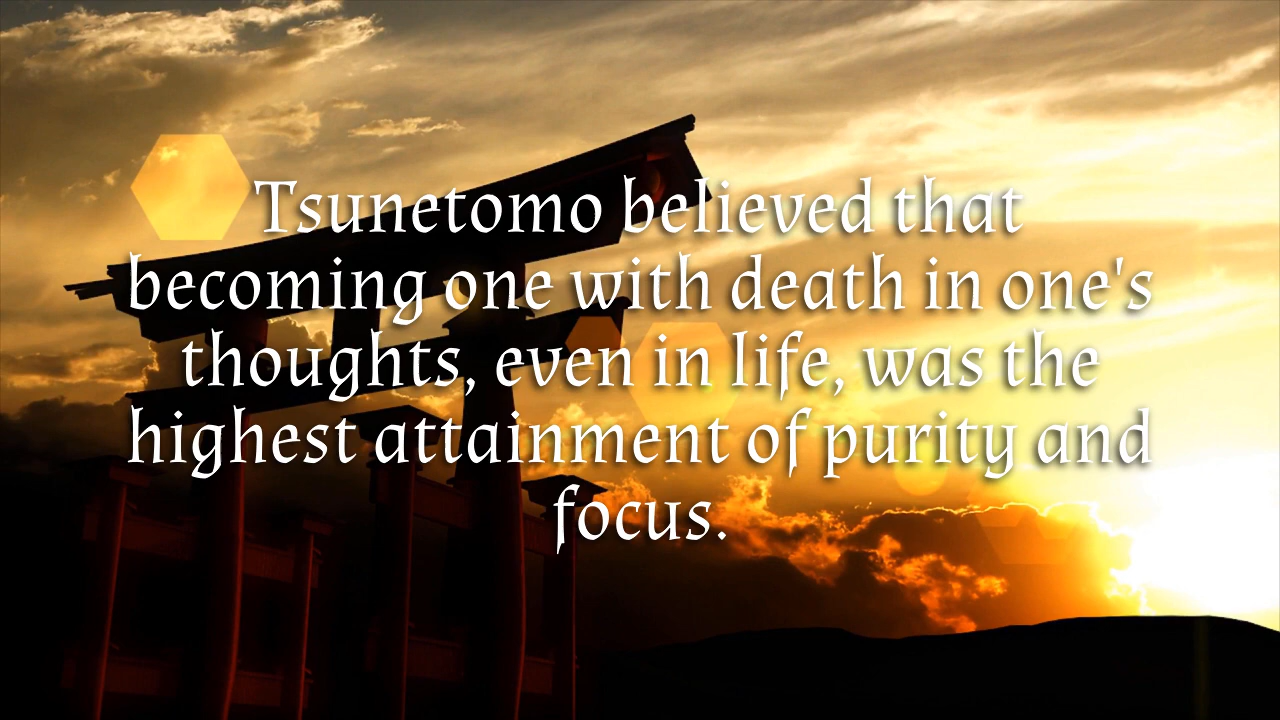 Tsunetomo believed that
becoming one with death in one's
thoughts, even in life, was the
highest attainment of purity and
focus.